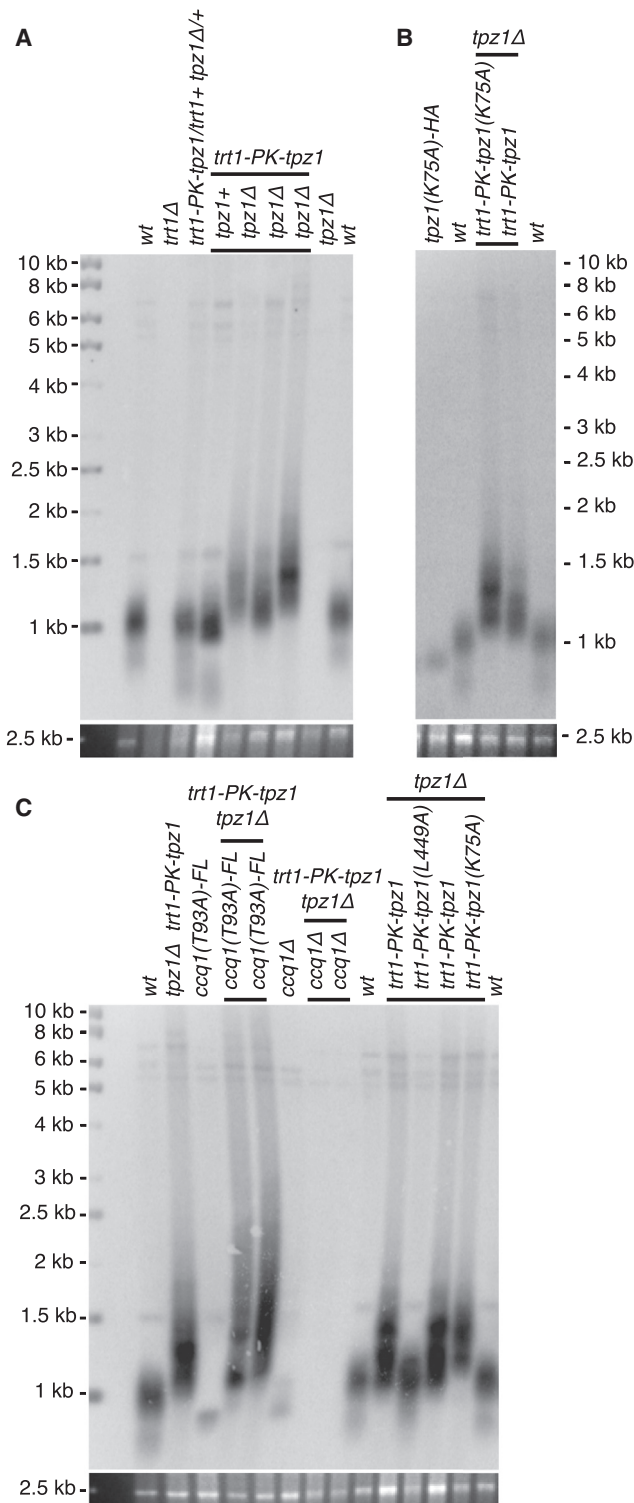 A
wt
trt1Δ
trt1-PK-tpz1/trt1+ tpz1Δ/+
trt1-PK-tpz1
tpz1+
tpz1Δ
tpz1Δ
tpz1Δ
tpz1Δ
wt
10 kb
8 kb
6 kb
5 kb
4 kb
3 kb
2.5 kb
2 kb
1.5 kb
1 kb
2.5 kb
B
tpz1Δ
tpz1(K75A)-HA
wt
trt1-PK-tpz1(K75A)
trt1-PK-tpz1
wt
10 kb
8 kb
6 kb
5 kb
4 kb
3 kb
2.5 kb
2 kb
1.5 kb
1 kb
2.5 kb
C
trt1-PK-tpz1
tpz1Δ
trt1-PK-tpz1
tpz1Δ
tpz1Δ
wt
tpz1Δ trt1-PK-tpz1
ccq1(T93A)-FL
ccq1(T93A)-FL
ccq1(T93A)-FL
ccq1Δ
ccq1Δ
ccq1Δ
wt
trt1-PK-tpz1
trt1-PK-tpz1(L449A)
trt1-PK-tpz1
trt1-PK-tpz1(K75A)
wt
10 kb
8 kb
6 kb
5 kb
4 kb
3 kb
2.5 kb
2 kb
1.5 kb
1 kb
2.5 kb